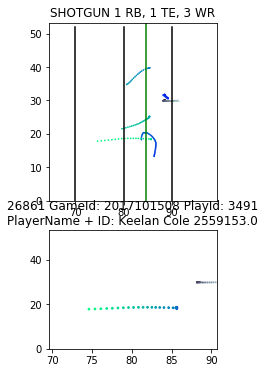 SHOTGUN 1 RB, 1 TE, 3 WR
50
40
30
20
10
0
70 80 90
26861 GameId: 2017101508 PlayId: 3491
PlayerName + ID: Keelan Cole 2559153.0
40
20
0
70 75 80 85 90